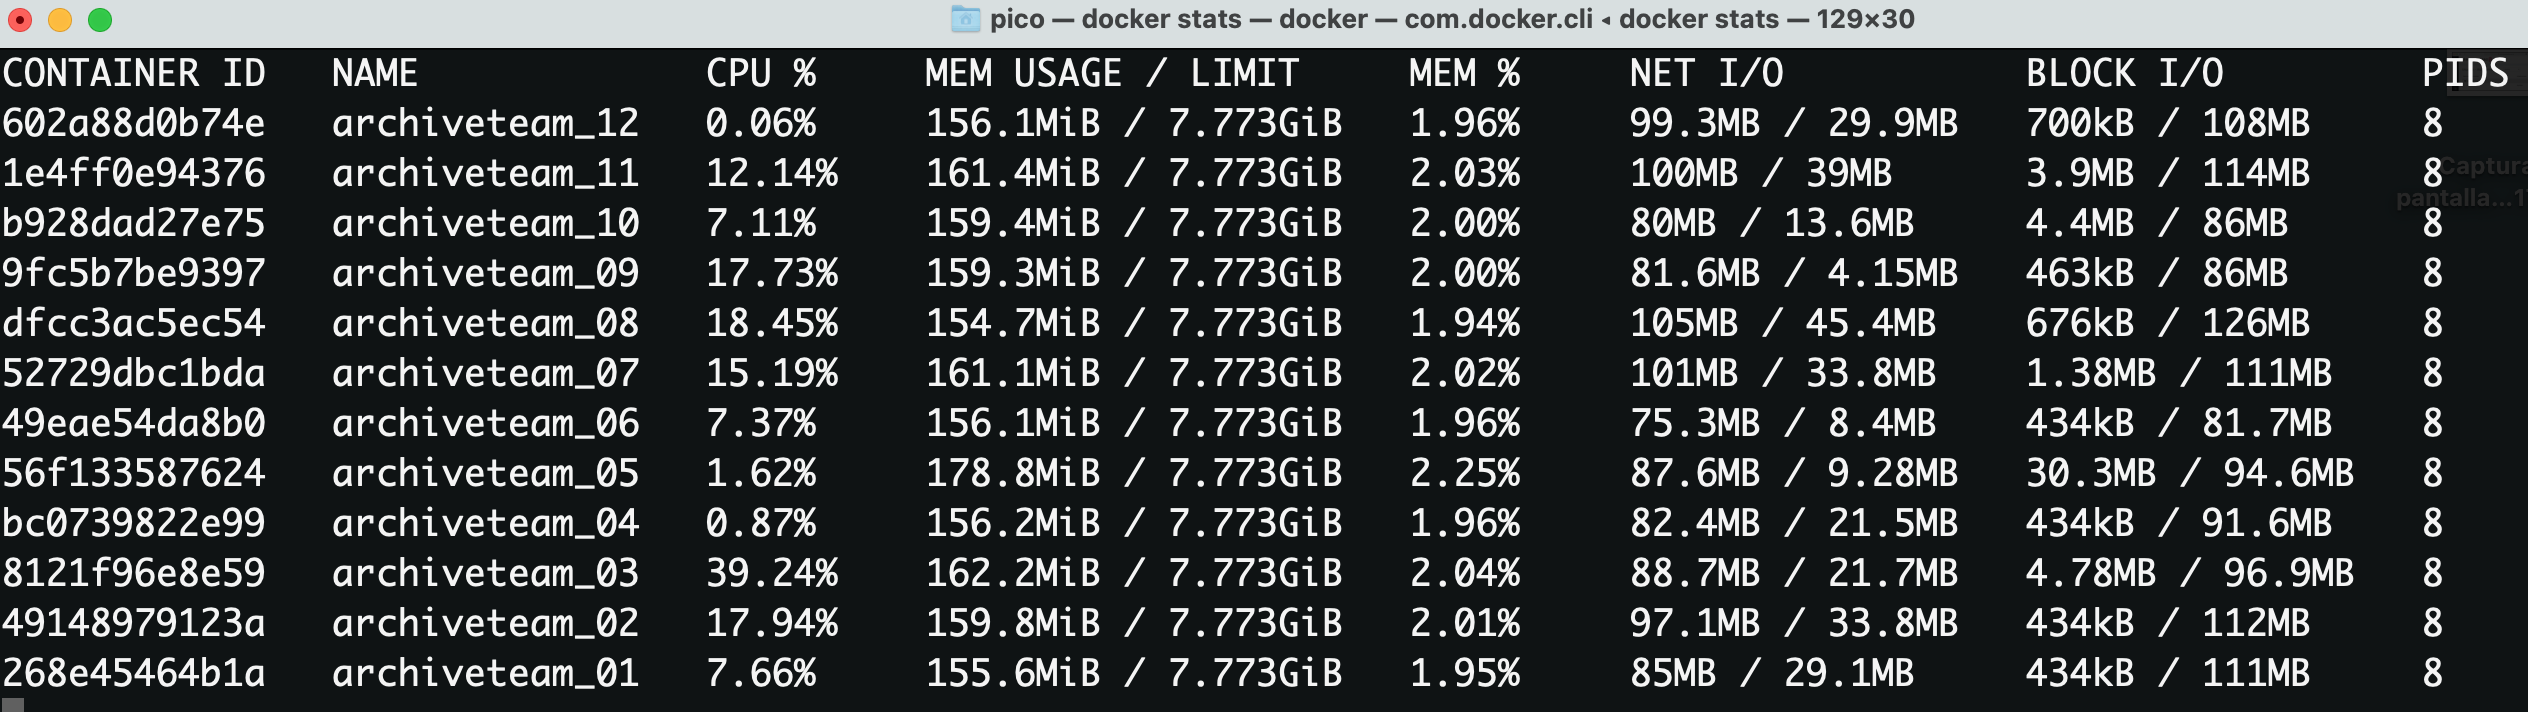 pico — docker stats — docker — com.docker.cli ◂ docker stats — 129×30
CONTAINER ID NAME CPU % MEM USAGE / LIMIT MEM % NET I/O BLOCK I/O PIDS
602a88d0b74e archiveteam_12 0.06% 156.1MiB / 7.773GiB 1.96% 99.3MB / 29.9MB 700kB / 108MB 8
1e4ff0e94376 archiveteam_11 12.14% 161.4MiB / 7.773GiB 2.03% 100MB / 39MB 3.9MB / 114MB 8
Captura
b928dad27e75 archiveteam_10 7.11% 159.4MiB / 7.773GiB 2.00% 80MB / 13.6MB 4.4MB / 86MB 8
pantalla...1
9fc5b7be9397 archiveteam_09 17.73% 159.3MiB / 7.773GiB 2.00% 81.6MB / 4.15MB 463kB / 86MB 8
dfcc3ac5ec54 archiveteam_08 18.45% 154.7MiB / 7.773GiB 1.94% 105MB / 45.4MB 676kB / 126MB 8
52729dbc1bda archiveteam_07 15.19% 161.1MiB / 7.773GiB 2.02% 101MB / 33.8MB 1.38MB / 111MB 8
49eae54da8b0 archiveteam_06 7.37% 156.1MiB / 7.773GiB 1.96% 75.3MB / 8.4MB 434kB / 81.7MB 8
56f133587624 archiveteam_05 1.62% 178.8MiB / 7.773GiB 2.25% 87.6MB / 9.28MB 30.3MB / 94.6MB 8
bc0739822e99 archiveteam_04 0.87% 156.2MiB / 7.773GiB 1.96% 82.4MB / 21.5MB 434kB / 91.6MB 8
8121f96e8e59 archiveteam_03 39.24% 162.2MiB / 7.773GiB 2.04% 88.7MB / 21.7MB 4.78MB / 96.9MB 8
49148979123a archiveteam_02 17.94% 159.8MiB / 7.773GiB 2.01% 97.1MB / 33.8MB 434kB / 112MB 8
268e45464b1a archiveteam_01 7.66% 155.6MiB / 7.773GiB 1.95% 85MB / 29.1MB 434kB / 111MB 8